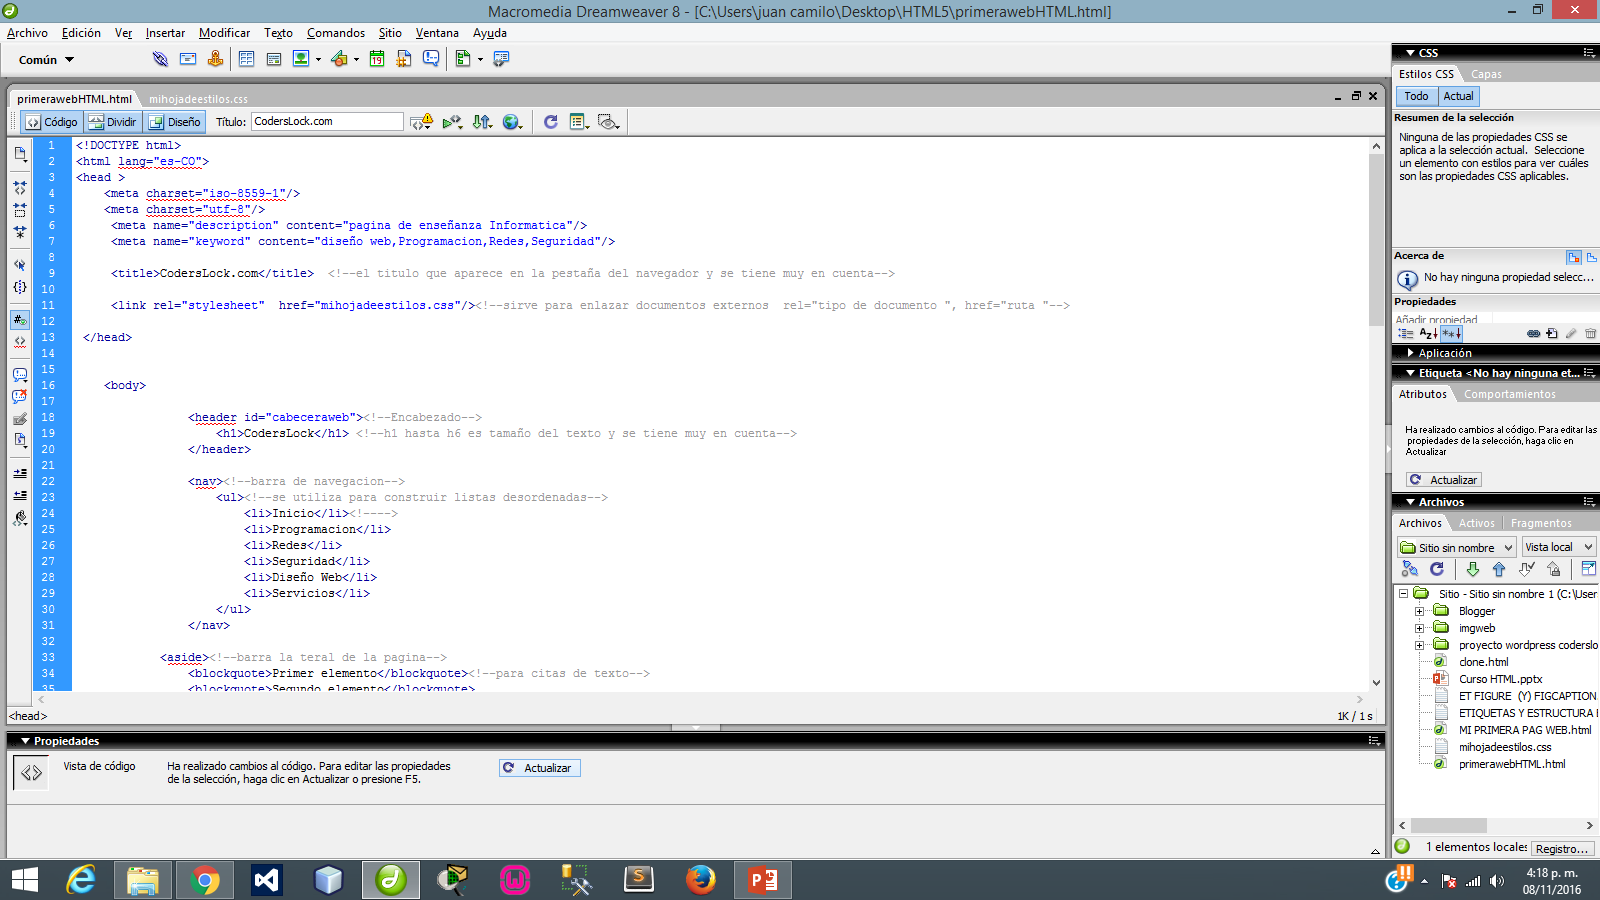 Macromedia Dreamweaver 8 - [C:\Users\juan camilo\Desktop\HTML5\primerawebHTML.html]
Archivo Edición Ver Insertar Modificar Texto Comandos Sitio Ventana Ayuda
Común
primerawebHTML.html mihojadeestilos.css
Código Dividir Diseño Título: CodersLock.com
1 <!DOCTYPE html>
2 <html lang="es-CO">
3 <head >
4 <meta charset="iso-8559-1"/>
5 <meta charset="utf-8"/>
6 <meta name="description" content="pagina de enseñanza Informatica"/>
7 <meta name="keyword" content="diseño web,Programacion,Redes,Seguridad"/>
8
9 <title>CodersLock.com</title> <!--el titulo que aparece en la pestaña del navegador y se tiene muy en cuenta-->
10
11 <link rel="stylesheet" href="mihojadeestilos.css"/><!--sirve para enlazar documentos externos rel="tipo de documento ", href="ruta "-->
12
13 </head>
14
15
16 <body>
17
18 <header id="cabeceraweb"><!--Encabezado-->
19 <h1>CodersLock</h1> <!--h1 hasta h6 es tamaño del texto y se tiene muy en cuenta-->
20 </header>
21
22 <nav><!--barra de navegacion-->
23 <ul><!--se utiliza para construir listas desordenadas-->
24 <li>Inicio</li><!---->
25 <li>Programacion</li>
26 <li>Redes</li>
27 <li>Seguridad</li>
28 <li>Diseño Web</li>
29 <li>Servicios</li>
30 </ul>
31 </nav>
32
33 <aside><!--barra la teral de la pagina-->
34 <blockquote>Primer elemento</blockquote><!--para citas de texto-->
35 <blockquote>Segundo elemento</blockquote>
<head> 1K / 1 s
Propiedades
Vista de código
Ha realizado cambios al código. Para editar las propiedades
de la selección, haga clic en Actualizar o presione F5.
Actualizar
CSS
Estilos CSS Capas
Todo Actual
Resumen de la selección
Ninguna de las propiedades CSS se
aplica a la selección actual. Seleccione
un elemento con estilos para ver cuáles
son las propiedades CSS aplicables.
Acerca de
No hay ninguna propiedad selecc...
Propiedades
Añadir propiedad
Aplicación
Etiqueta <No hay ninguna et...
Atributos Comportamientos
Ha realizado cambios al código. Para editar las
propiedades de la selección, haga clic en
Actualizar
Actualizar
Archivos
Archivos Activos Fragmentos
Sitio sin nombre Vista local
Sitio - Sitio sin nombre 1 (C:\User
Blogger
imgweb
proyecto wordpress coderslo
clone.html
Curso HTML.pptx
ET FIGURE (Y) FIGCAPTION.
ETIQUETAS Y ESTRUCTURA
MI PRIMERA PAG WEB.html
mihojadeestilos.css
primerawebHTML.html
1 elementos locales Registro...
4:18 p. m.
08/11/2016